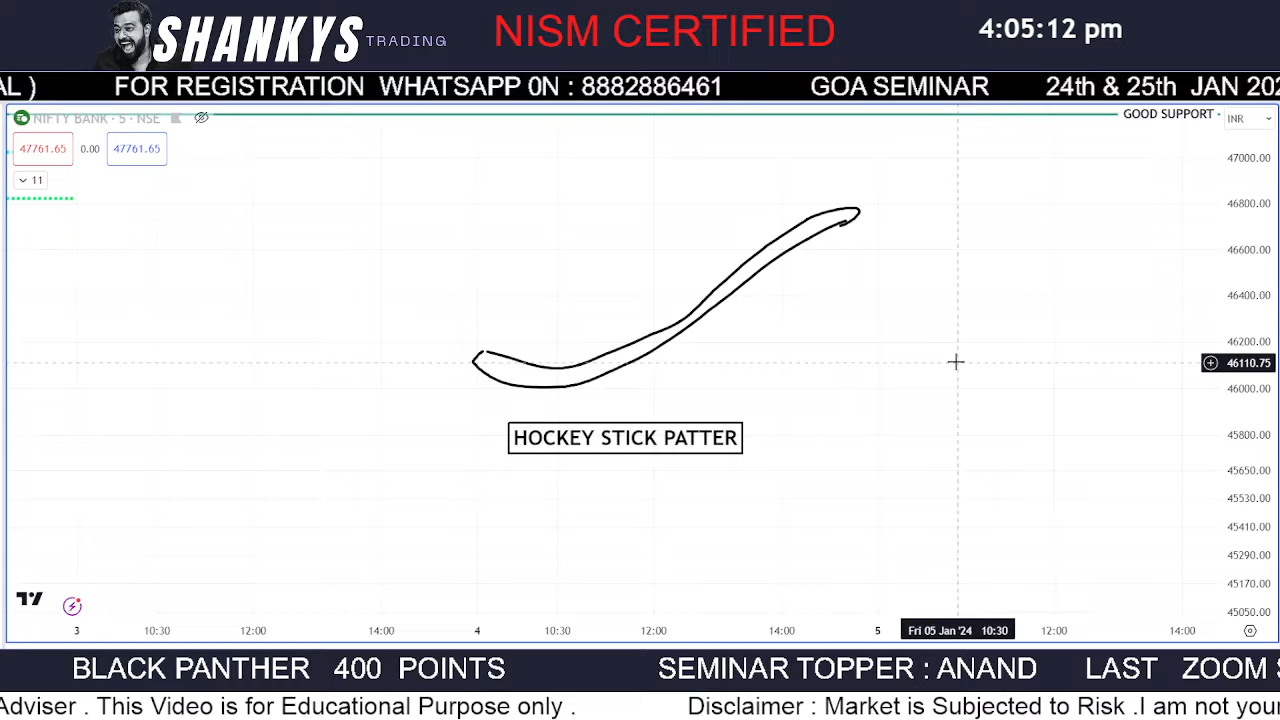 SHANKYS TRADING
NISM CERTIFIED
4:05:12 pm
AL )
FOR REGISTRATION WHATSAPP 0N : 8882886461
GOA SEMINAR
24th & 25th JAN 202
NIFTY BANK · 5 · NSE
GOOD SUPPORT
INR
47761.65
0.00
47761.65
11
47000.00
46800.00
46600.00
46400.00
46200.00
46110.75
46000.00
HOCKEY STICK PATTER
45800.00
45650.00
45530.00
45410.00
45290.00
45170.00
45050.00
3
10:30
12:00
14:00
4
10:30
12:00
14:00
5
Fri 05 Jan '24 10:30
12:00
14:00
BLACK PANTHER 400 POINTS
SEMINAR TOPPER : ANAND
LAST ZOOM
Adviser . This Video is for Educational Purpose only .
Disclaimer : Market is Subjected to Risk .I am not your